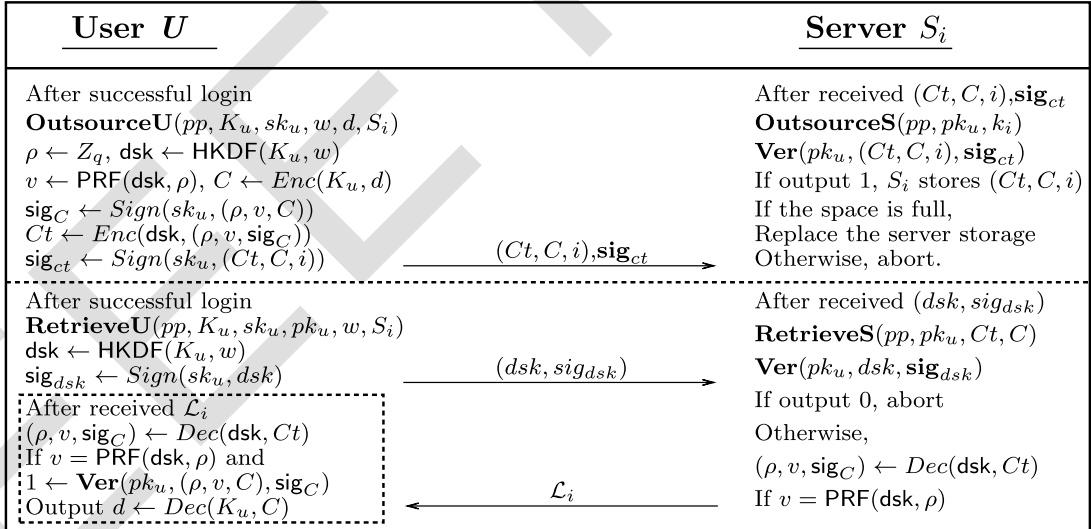 User U
Server S_i
After successful login
OutsourceU(pp, K_u, sk_u, w, d, S_i)
ρ ← Z_q, dsk ← HKDF(K_u, w)
v ← PRF(dsk, ρ), C ← Enc(K_u, d)
sig_C ← Sign(sk_u, (ρ, v, C))
Ct ← Enc(dsk, (ρ, v, sig_C))
sig_ct ← Sign(sk_u, (Ct, C, i))
(Ct, C, i),sig_ct
After received (Ct, C, i),sig_ct
OutsourceS(pp, pk_u, k_i)
Ver(pk_u, (Ct, C, i), sig_ct)
If output 1, S_i stores (Ct, C, i)
If the space is full,
Replace the server storage
Otherwise, abort.
After successful login
RetrieveU(pp, K_u, sk_u, pk_u, w, S_i)
dsk ← HKDF(K_u, w)
sig_dsk ← Sign(sk_u, dsk)
(dsk, sig_dsk)
After received (dsk, sig_dsk)
RetrieveS(pp, pk_u, Ct, C)
Ver(pk_u, dsk, sig_dsk)
If output 0, abort
Otherwise,
(ρ, v, sig_C) ← Dec(dsk, Ct)
If v = PRF(dsk, ρ)
ℒ_i
After received ℒ_i
(ρ, v, sig_C) ← Dec(dsk, Ct)
If v = PRF(dsk, ρ) and
1 ← Ver(pk_u, (ρ, v, C), sig_C)
Output d ← Dec(K_u, C)